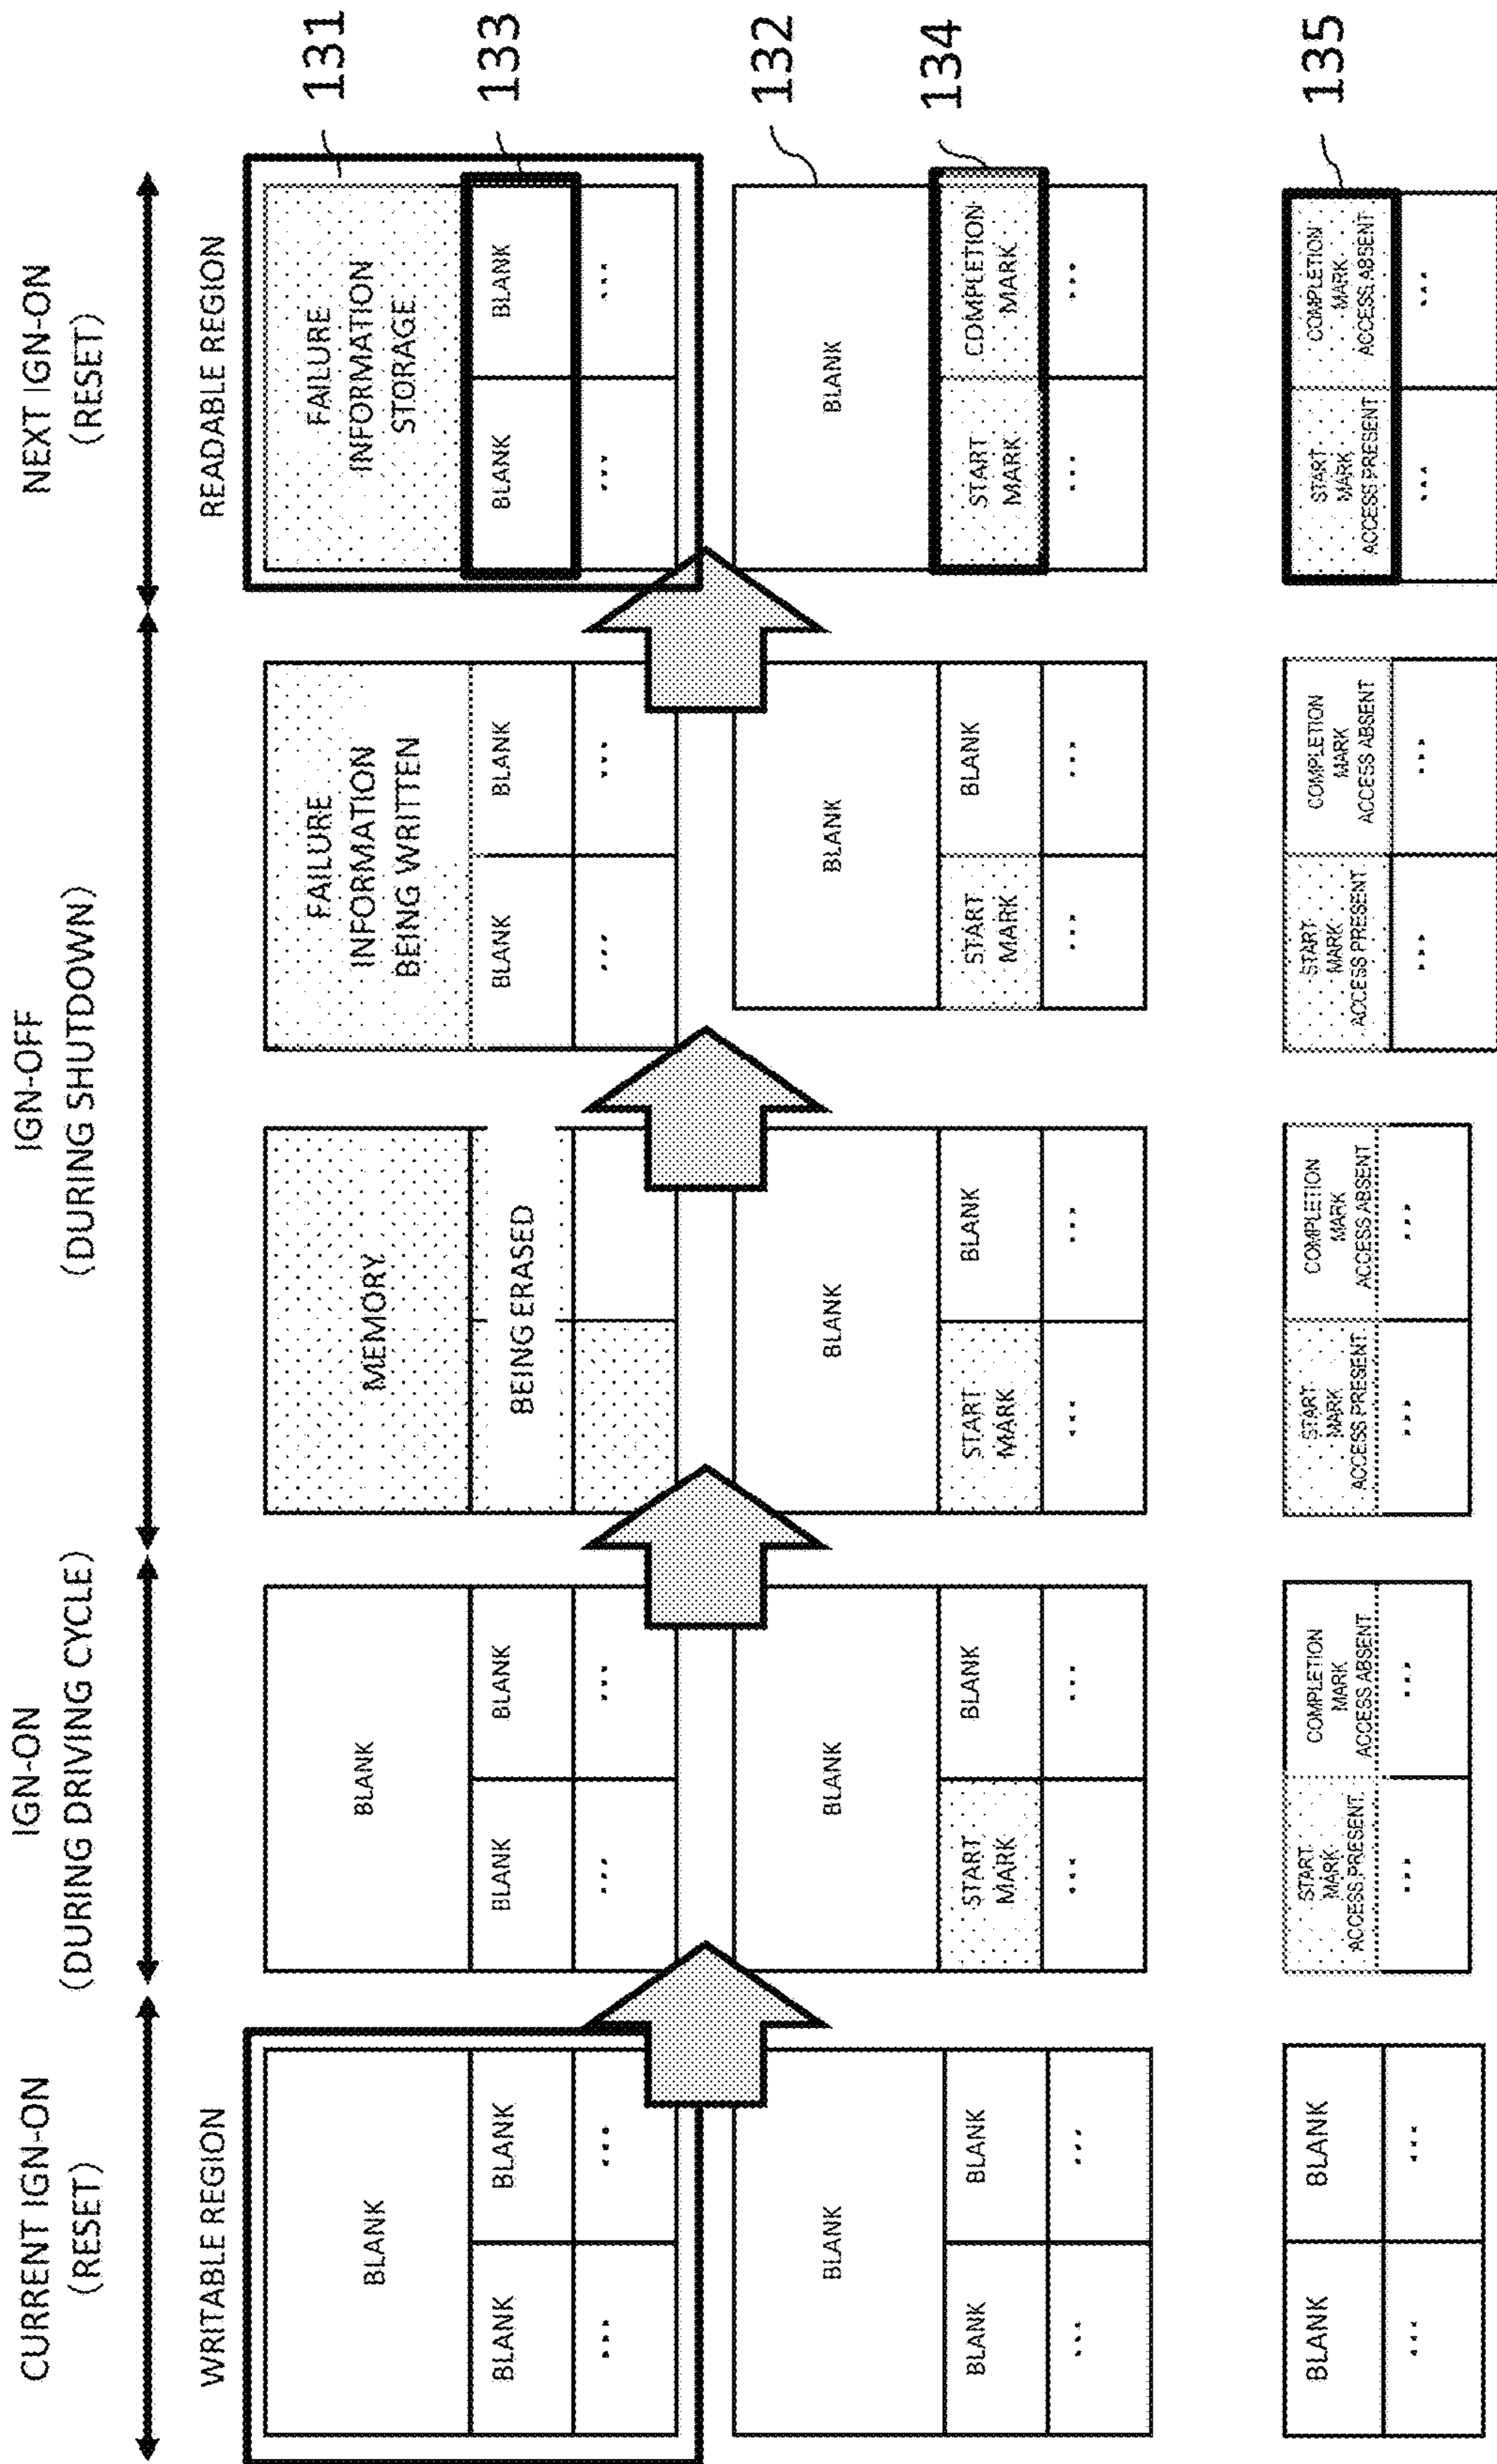 CURRENT IGN-ON
(RESET)
IGN-ON
(DURING DRIVING CYCLE)
IGN-OFF
(DURING SHUTDOWN)
NEXT IGN-ON
(RESET)
WRITABLE REGION
READABLE REGION
BLANK
BLANK
BLANK
...
...
BLANK
BLANK
BLANK
...
...
MEMORY
BEING ERASED
FAILURE
INFORMATION
BEING WRITTEN
BLANK
BLANK
...
...
FAILURE
INFORMATION
STORAGE
BLANK
BLANK
...
...
131
133
BLANK
BLANK
BLANK
...
...
BLANK
START
MARK
BLANK
...
...
BLANK
START
MARK
BLANK
...
...
BLANK
START
MARK
BLANK
...
...
BLANK
START
MARK
COMPLETION
MARK
...
...
132
134
BLANK
BLANK
...
...
START
MARK
ACCESS PRESENT
COMPLETION
MARK
ACCESS ABSENT
...
...
START
MARK
ACCESS PRESENT
COMPLETION
MARK
ACCESS ABSENT
...
...
START
MARK
ACCESS PRESENT
COMPLETION
MARK
ACCESS ABSENT
...
...
START
MARK
ACCESS PRESENT
COMPLETION
MARK
ACCESS ABSENT
...
...
135